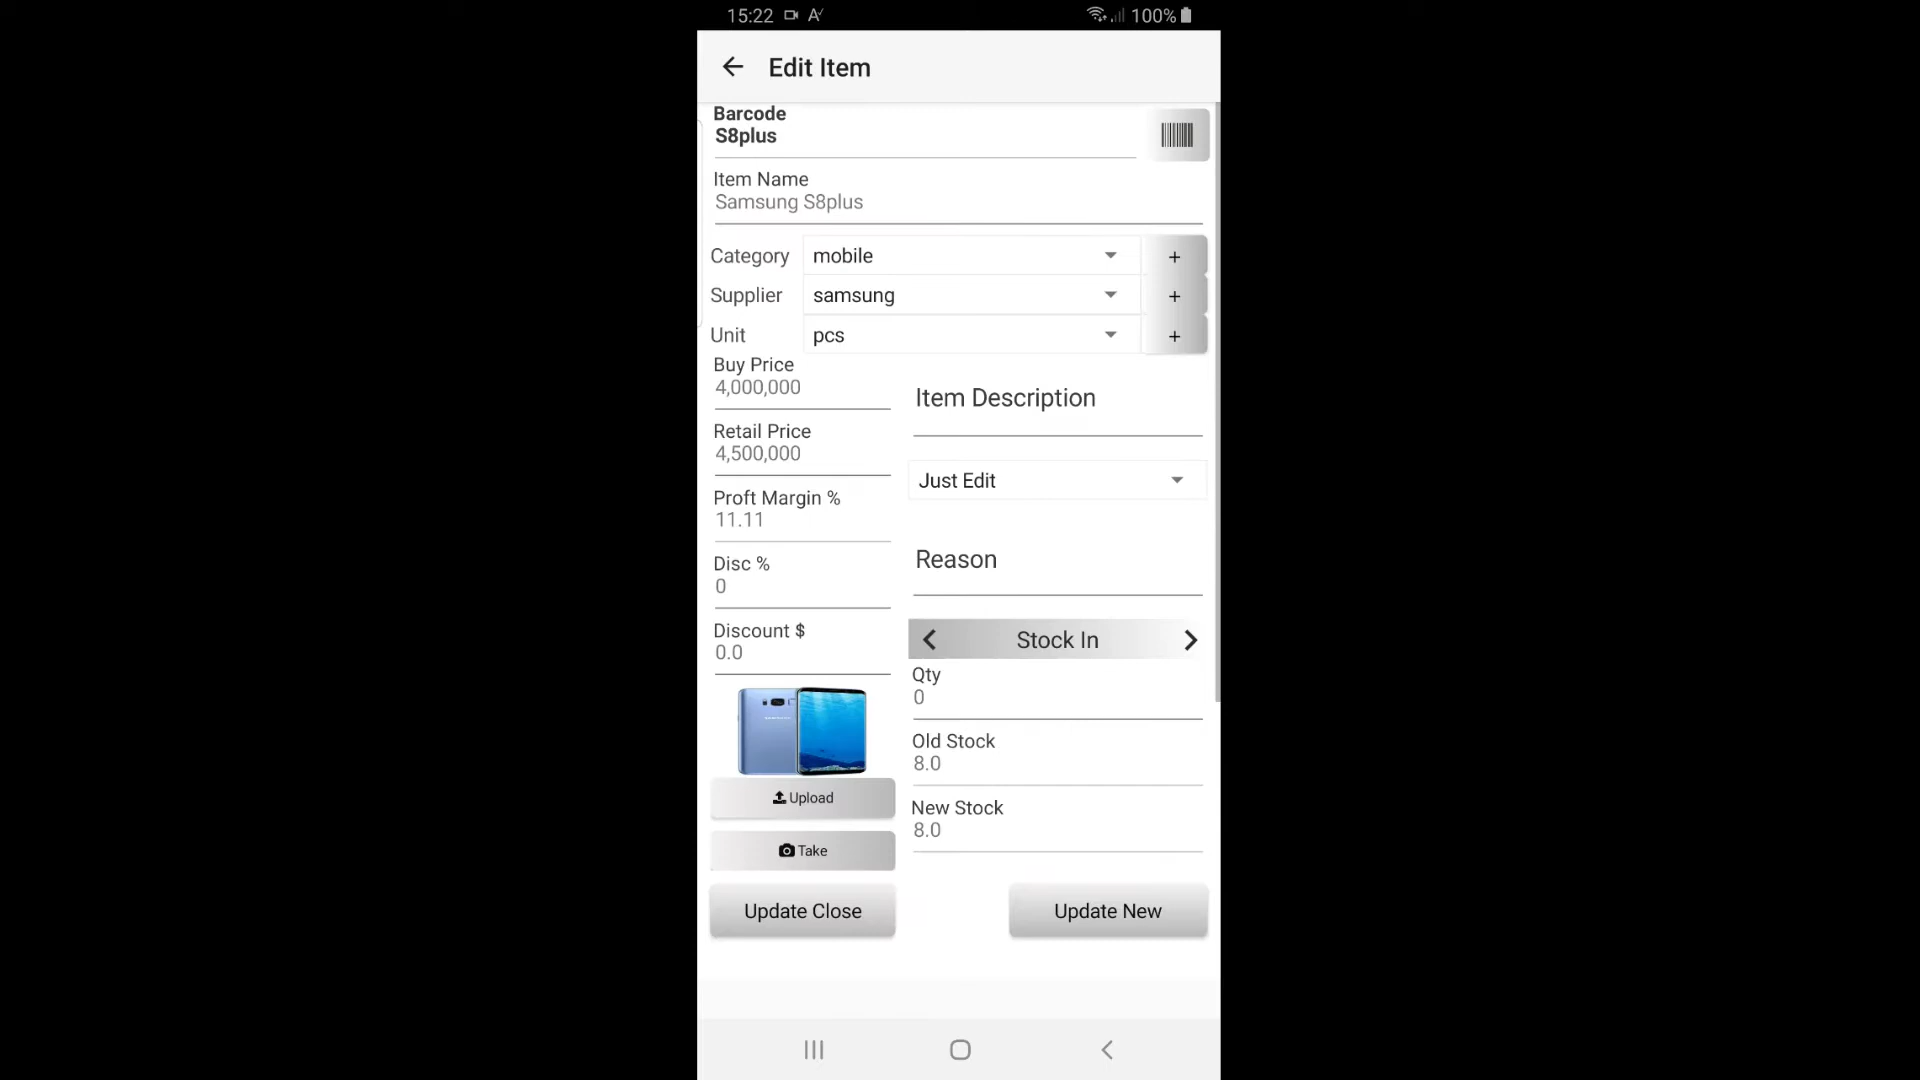 15:22
100%
Edit Item
Barcode
S8plus
Item Name
Samsung S8plus
Category mobile +
Supplier samsung +
Unit pcs +
Buy Price
4,000,000
Item Description
Retail Price
4,500,000
Just Edit
Proft Margin %
11.11
Reason
Disc %
0
Discount $
0.0
Stock In
Qty
0
Old Stock
8.0
Upload
New Stock
8.0
Take
Update Close
Update New